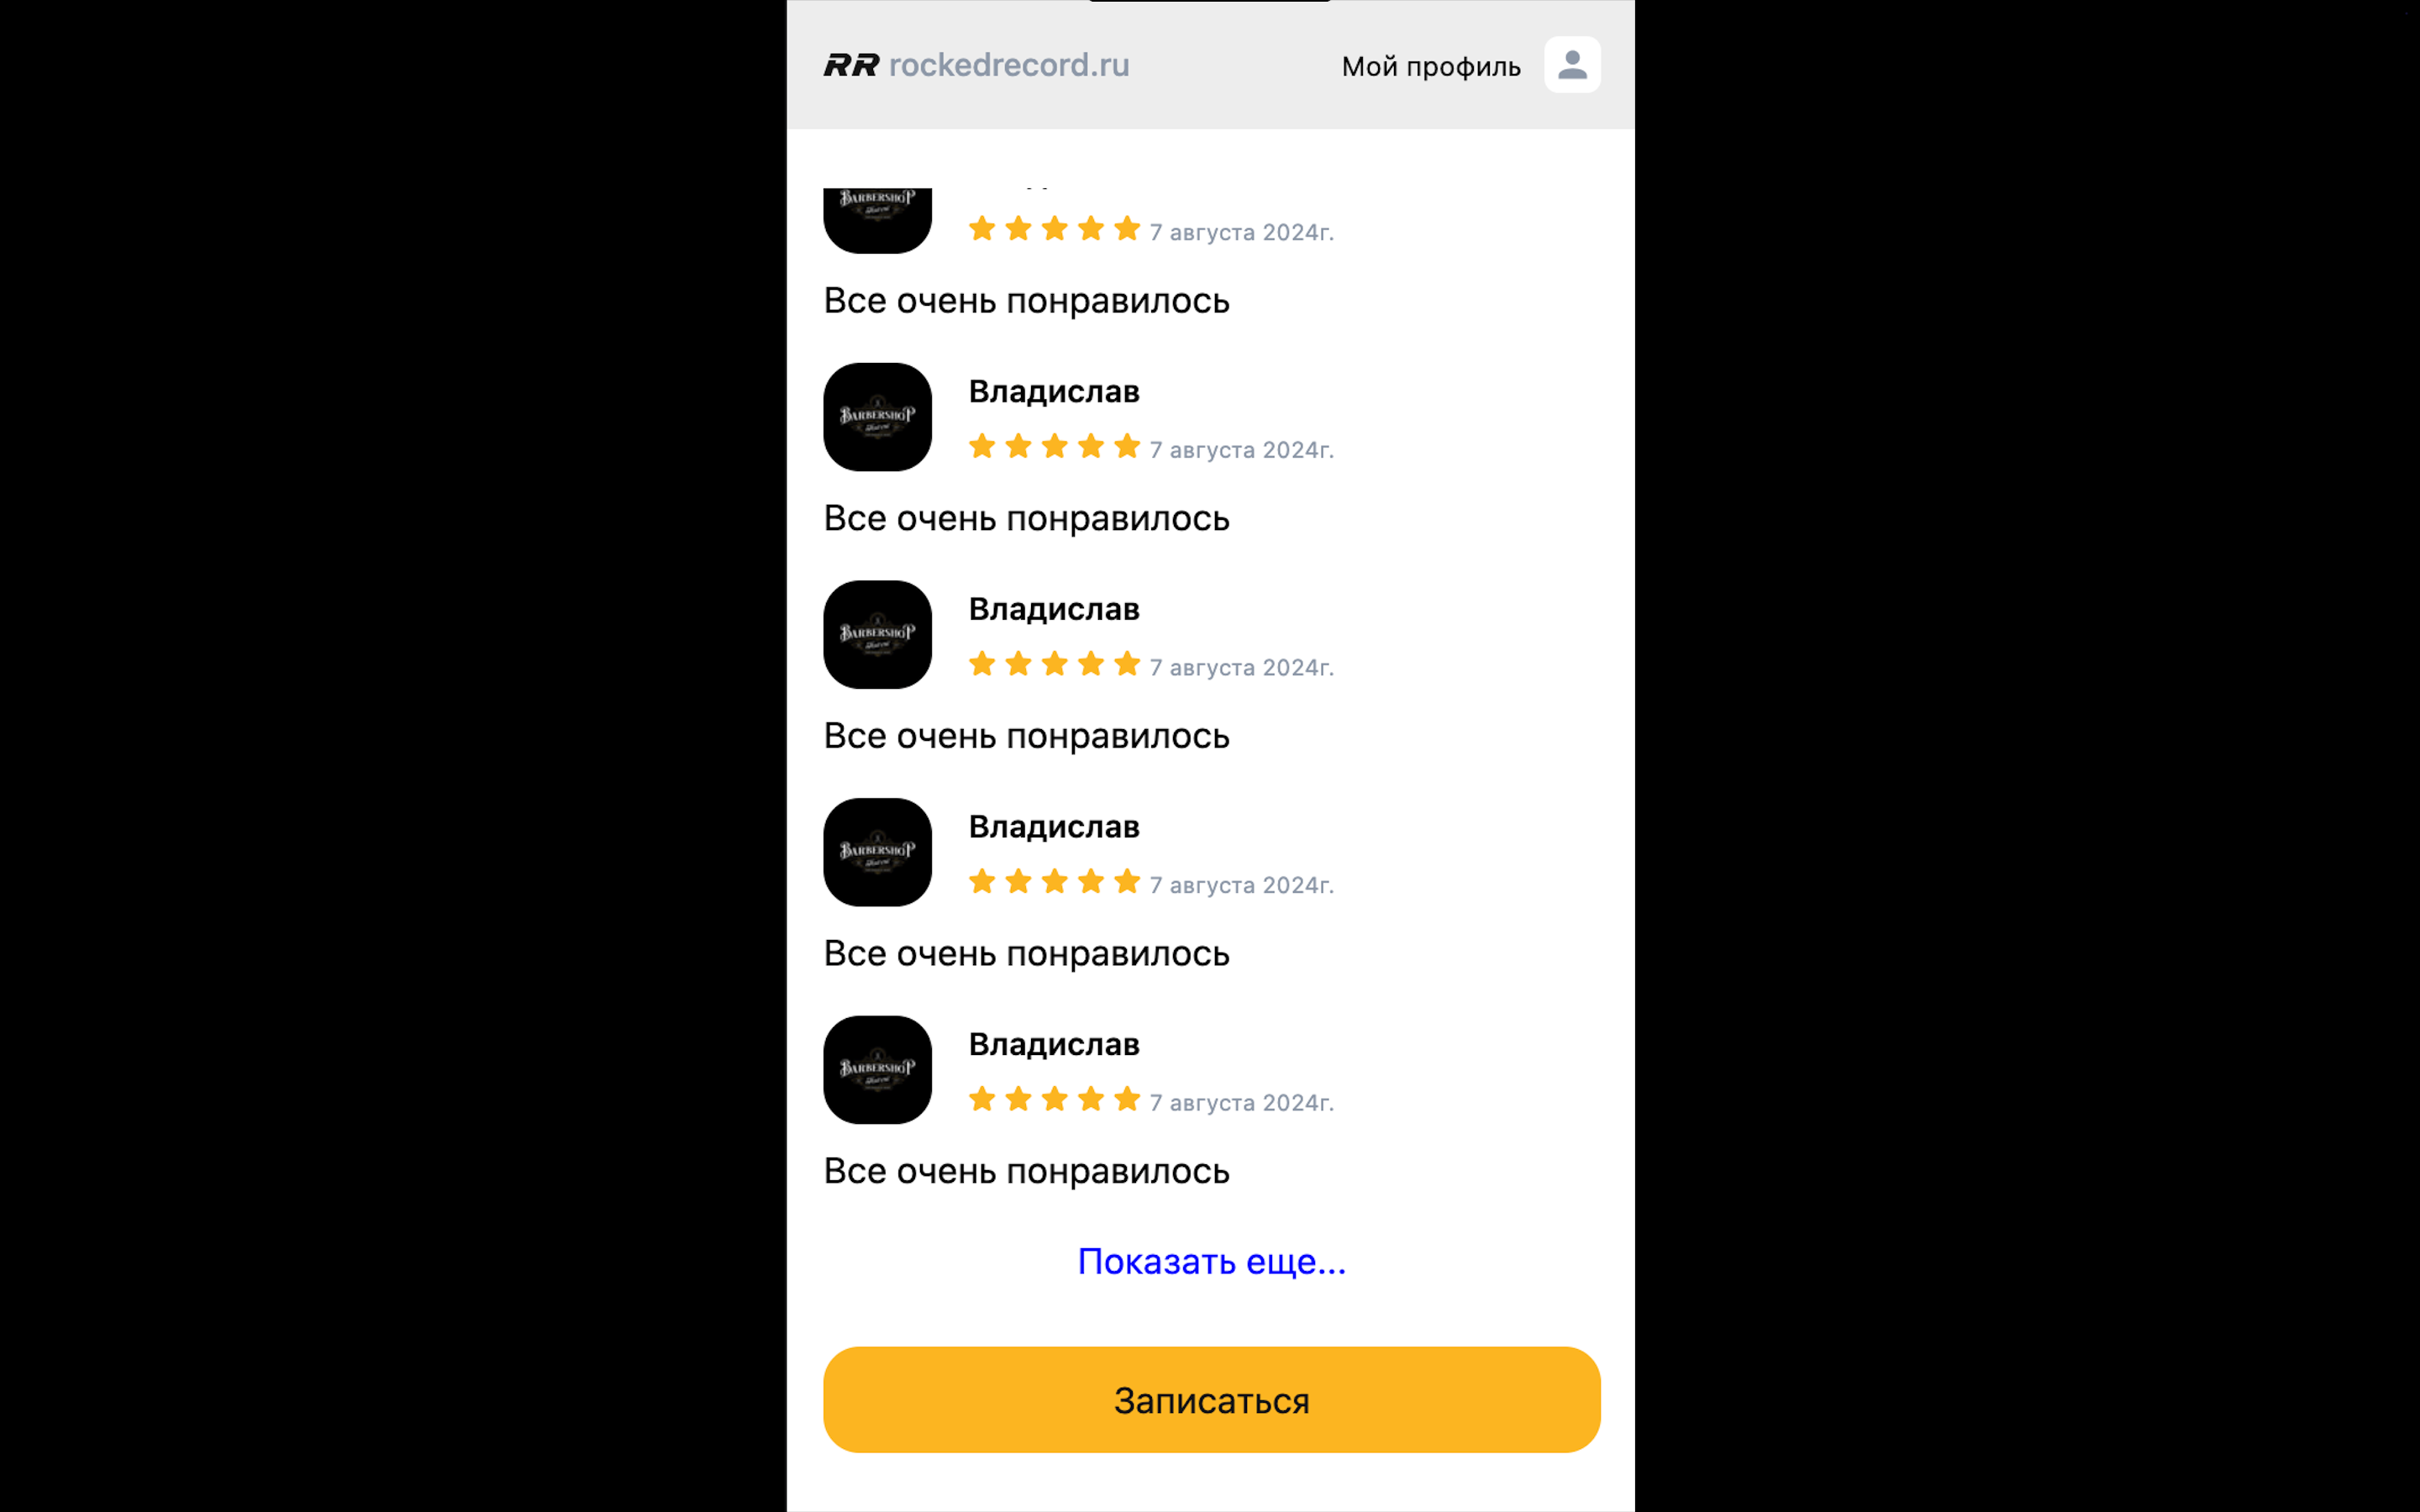 RR rockedrecord.ru
Мой профиль
BARBERSHOP
7 августа 2024г.
Все очень понравилось
BARBERSHOP
Владислав
7 августа 2024г.
Все очень понравилось
BARBERSHOP
Владислав
7 августа 2024г.
Все очень понравилось
BARBERSHOP
Владислав
7 августа 2024г.
Все очень понравилось
BARBERSHOP
Владислав
7 августа 2024г.
Все очень понравилось
Показать еще...
Записаться